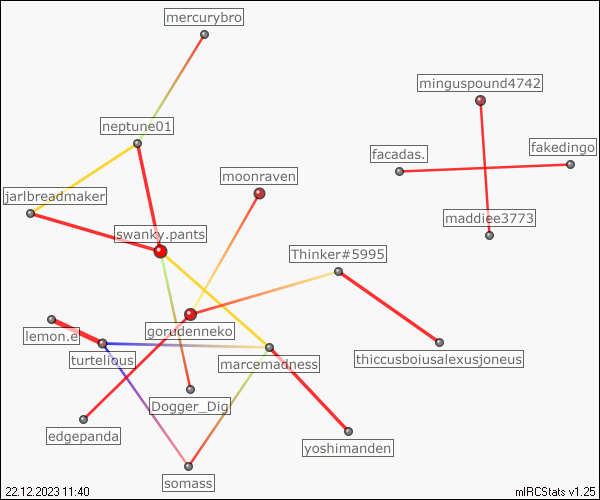 mercurybro
minguspound4742
neptune01
facadas.
fakedingo
moonraven
jarlbreadmaker
maddiee3773
swanky.pants
Thinker#5995
lemon.e
gorudenneko
turtelious
marcemadness
thiccusboiusalexusjoneus
Dogger_Dig
edgepanda
yoshimanden
somass
22.12.2023 11:40
mIRCStats v1.25